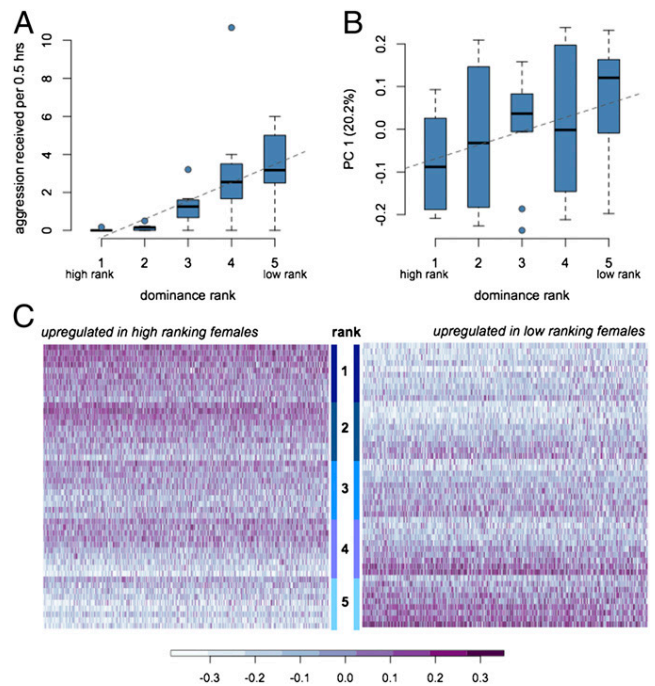 A
aggression received per 0.5 hrs
10
8
6
4
2
0
1 2 3 4 5
high rank low rank
dominance rank
B
PC 1 (20.2%)
0.2
0.1
0.0
-0.1
-0.2
1 2 3 4 5
high rank low rank
dominance rank
C
upregulated in high ranking females rank upregulated in low ranking females
1
2
3
4
5
-0.3 -0.2 -0.1 0.0 0.1 0.2 0.3